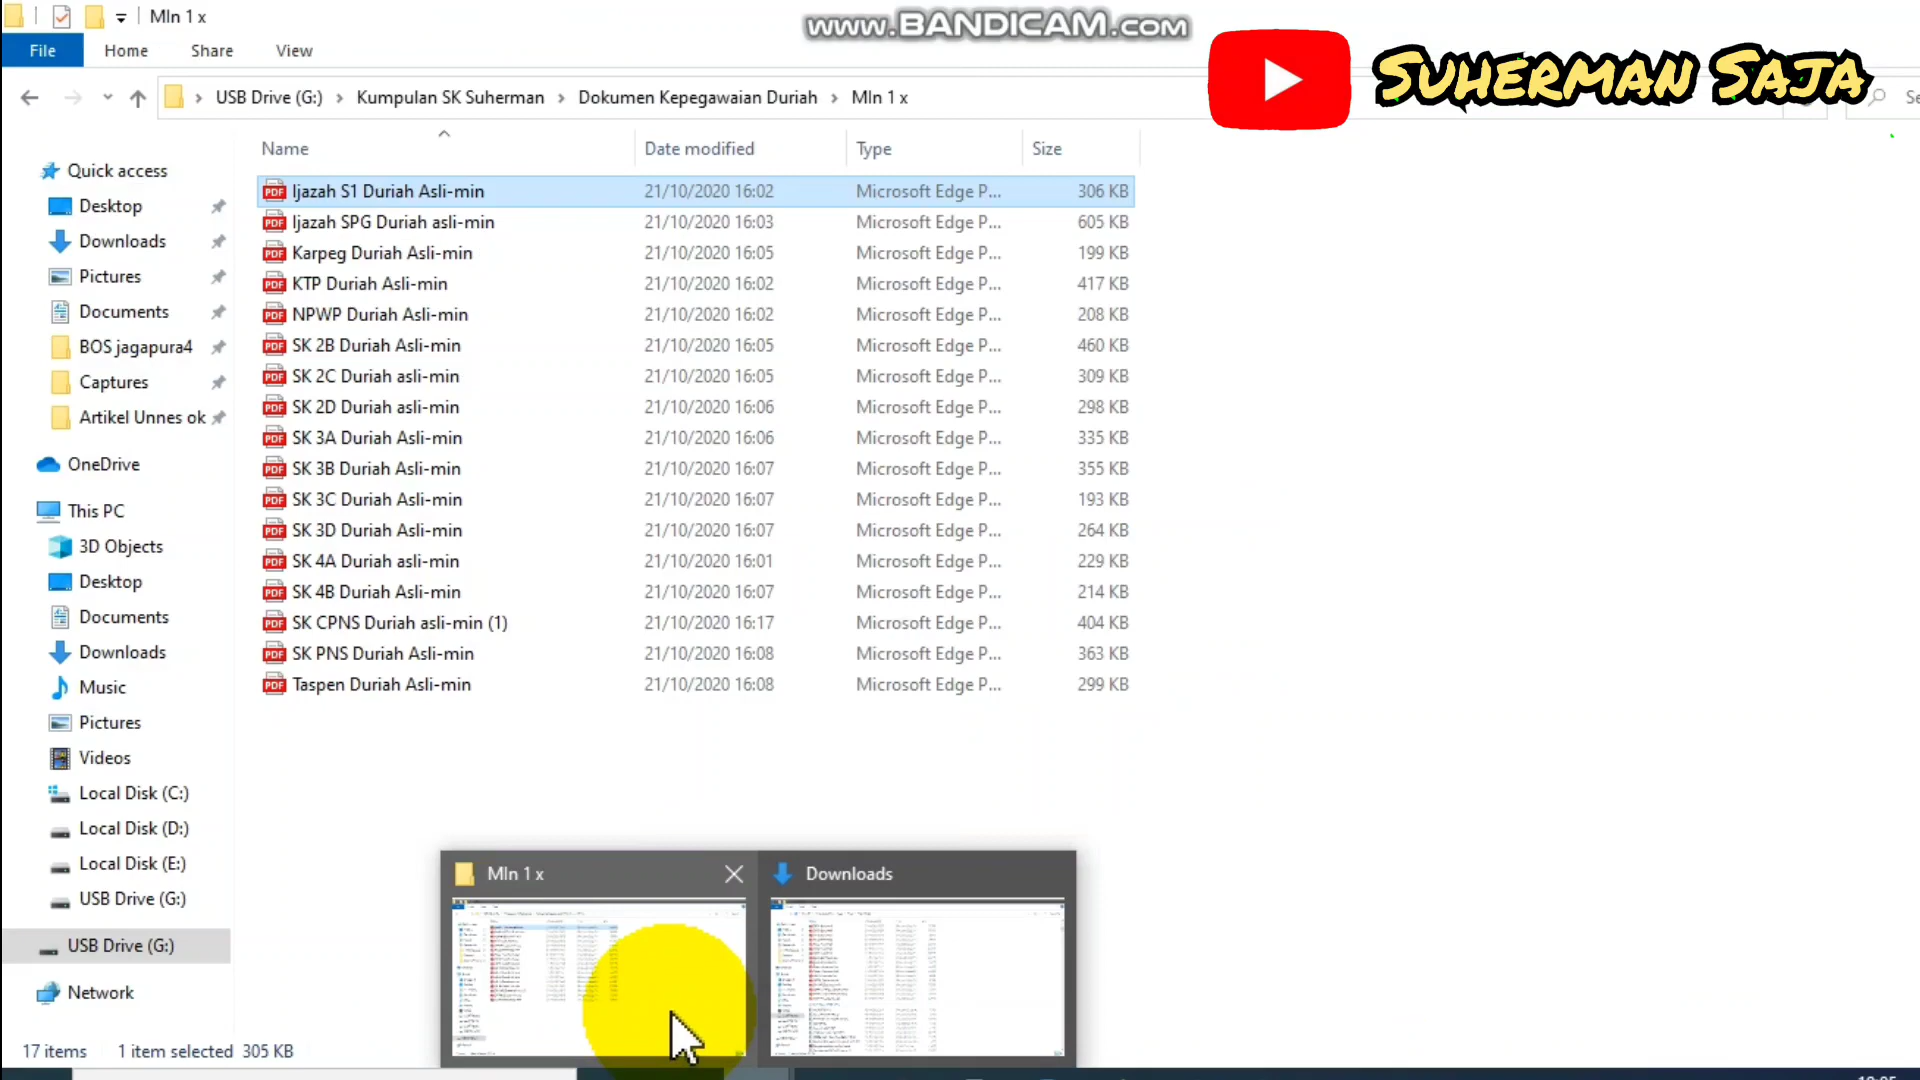 MIn 1 x
www.BANDICAM.com
File Home Share View
SUHERMAN SAJA
USB Drive (G:) › Kumpulan SK Suherman › Dokumen Kepegawaian Duriah › MIn 1 x
Name Date modified Type Size
Quick access
Desktop
Downloads
Pictures
Documents
BOS jagapura4
Captures
Artikel Unnes ok
OneDrive
This PC
3D Objects
Desktop
Documents
Downloads
Music
Pictures
Videos
Local Disk (C:)
Local Disk (D:)
Local Disk (E:)
USB Drive (G:)
USB Drive (G:)
Network
Ijazah S1 Duriah Asli-min 21/10/2020 16:02 Microsoft Edge P... 306 KB
Ijazah SPG Duriah asli-min 21/10/2020 16:03 Microsoft Edge P... 605 KB
Karpeg Duriah Asli-min 21/10/2020 16:05 Microsoft Edge P... 199 KB
KTP Duriah Asli-min 21/10/2020 16:02 Microsoft Edge P... 417 KB
NPWP Duriah Asli-min 21/10/2020 16:02 Microsoft Edge P... 208 KB
SK 2B Duriah Asli-min 21/10/2020 16:05 Microsoft Edge P... 460 KB
SK 2C Duriah asli-min 21/10/2020 16:05 Microsoft Edge P... 309 KB
SK 2D Duriah asli-min 21/10/2020 16:06 Microsoft Edge P... 298 KB
SK 3A Duriah Asli-min 21/10/2020 16:06 Microsoft Edge P... 335 KB
SK 3B Duriah Asli-min 21/10/2020 16:07 Microsoft Edge P... 355 KB
SK 3C Duriah Asli-min 21/10/2020 16:07 Microsoft Edge P... 193 KB
SK 3D Duriah Asli-min 21/10/2020 16:07 Microsoft Edge P... 264 KB
SK 4A Duriah asli-min 21/10/2020 16:01 Microsoft Edge P... 229 KB
SK 4B Duriah Asli-min 21/10/2020 16:07 Microsoft Edge P... 214 KB
SK CPNS Duriah asli-min (1) 21/10/2020 16:17 Microsoft Edge P... 404 KB
SK PNS Duriah Asli-min 21/10/2020 16:08 Microsoft Edge P... 363 KB
Taspen Duriah Asli-min 21/10/2020 16:08 Microsoft Edge P... 299 KB
MIn 1 x
Downloads
17 items 1 item selected 305 KB